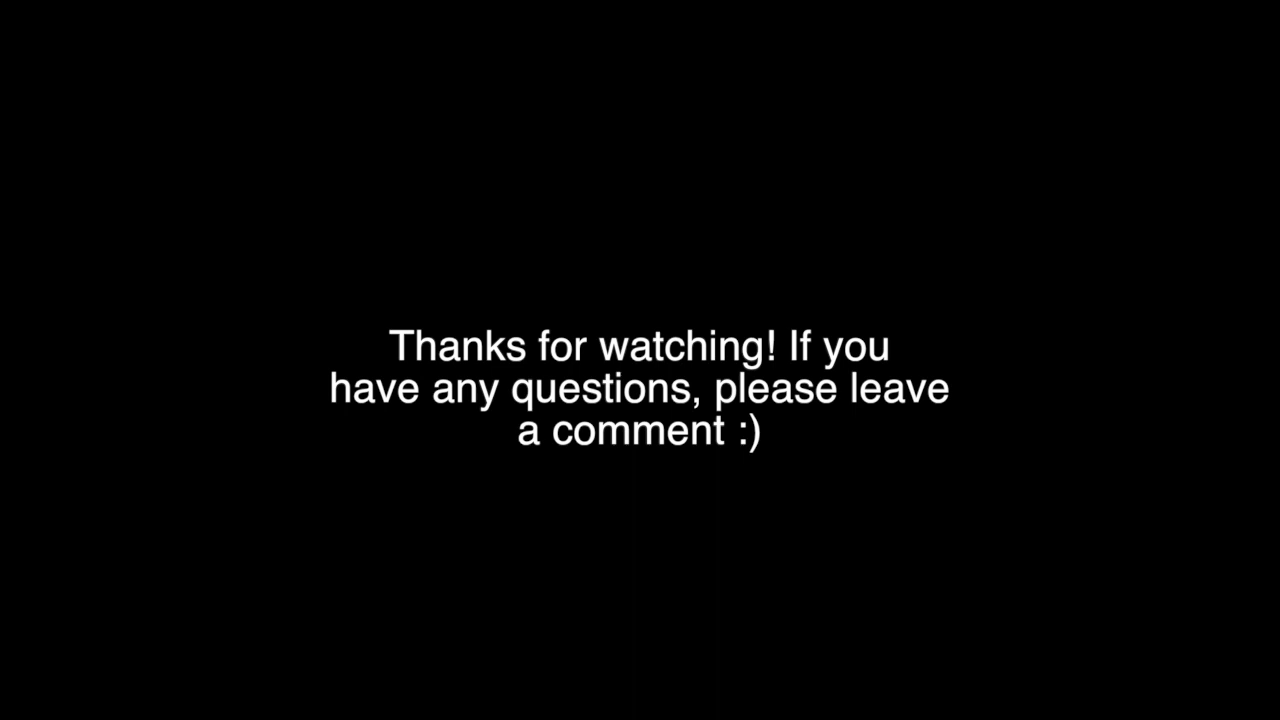 Thanks for watching! If you
have any questions, please leave
a comment :)